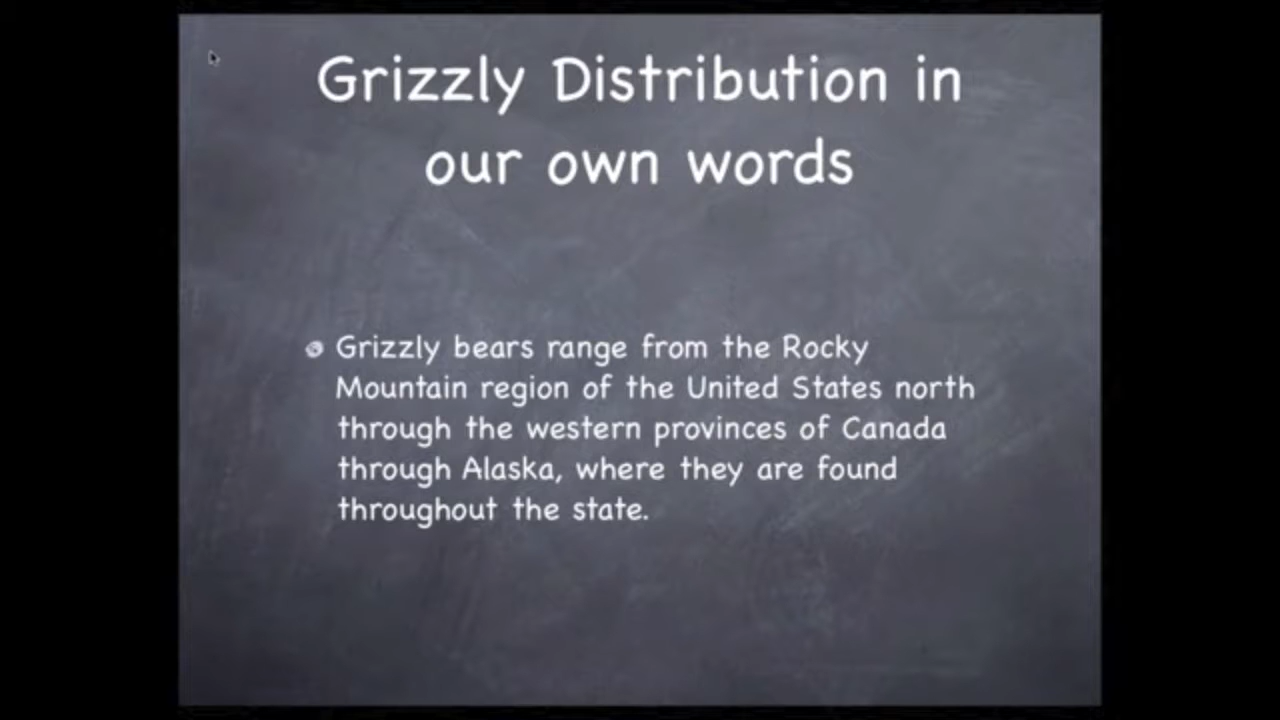 Grizzly Distribution in
our own words
Grizzly bears range from the Rocky
Mountain region of the United States north
through the western provinces of Canada
through Alaska, where they are found
throughout the state.